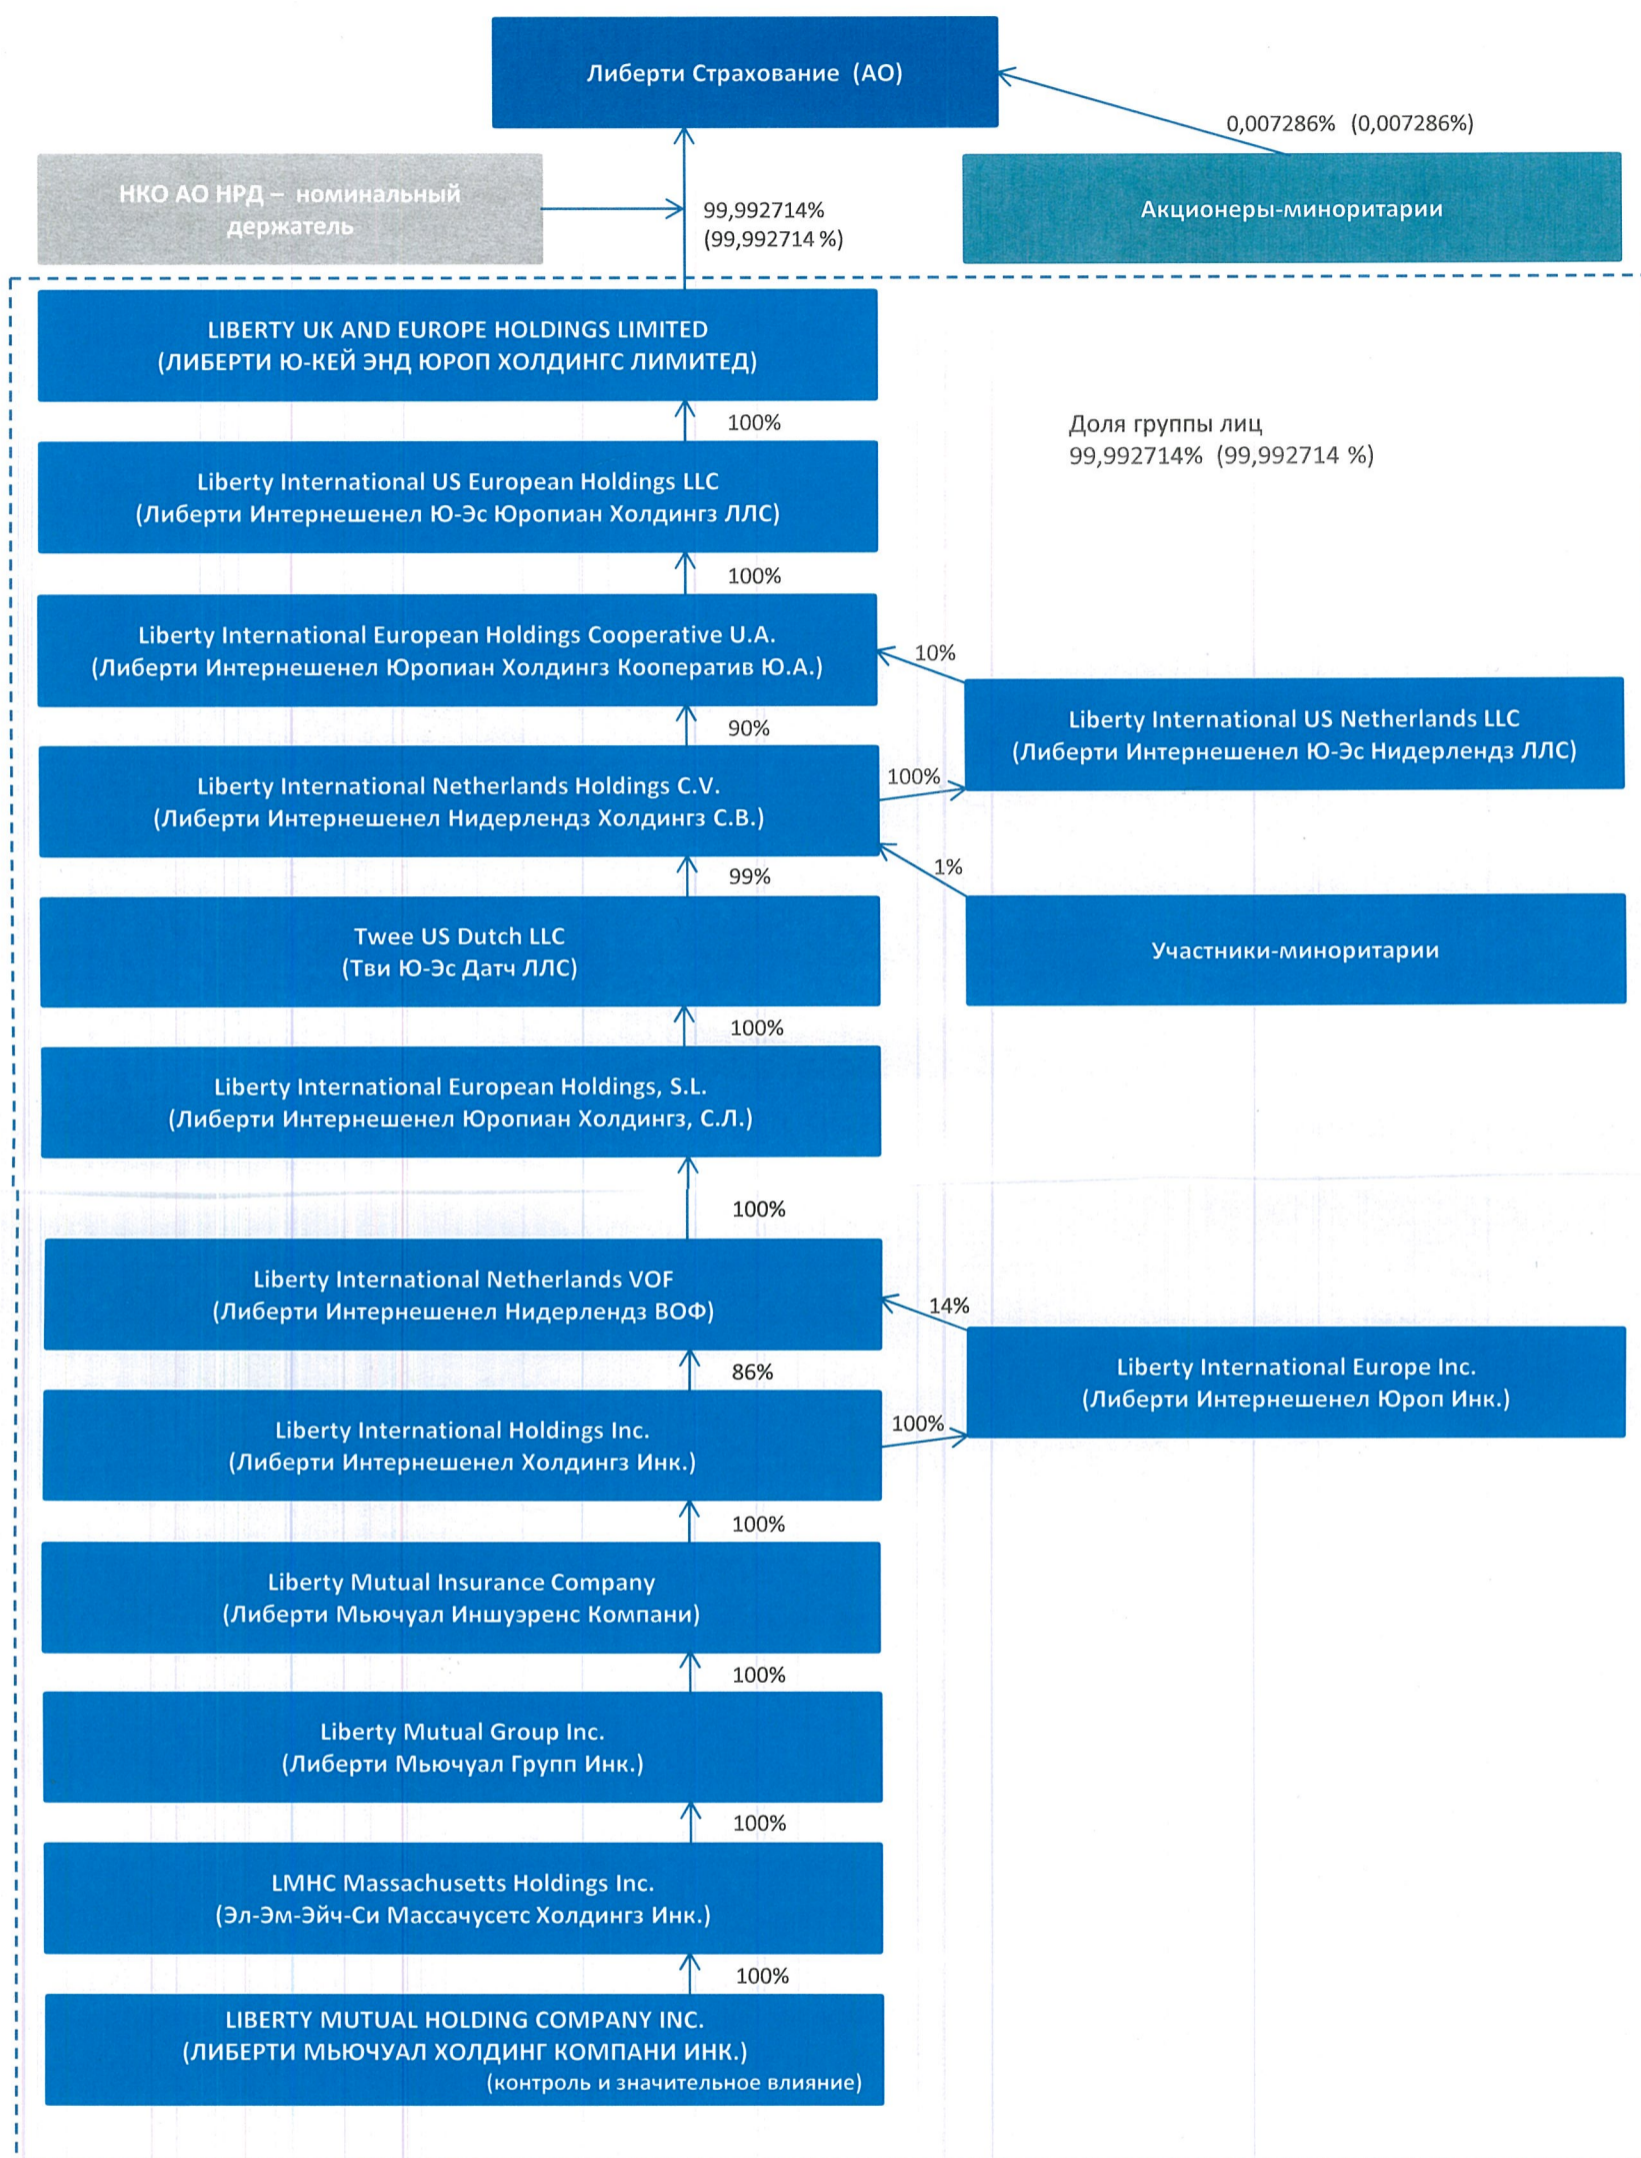 Либерти Страхование (АО)
0,007286% (0,007286%)
НКО АО НРД – номинальный
держатель
99,992714%
(99,992714 %)
Акционеры-миноритарии
LIBERTY UK AND EUROPE HOLDINGS LIMITED
(ЛИБЕРТИ Ю-КЕЙ ЭНД ЮРОП ХОЛДИНГС ЛИМИТЕД)
100%
Доля группы лиц
99,992714% (99,992714 %)
Liberty International US European Holdings LLC
(Либерти Интернешенел Ю-Эс Юропиан Холдингз ЛЛС)
100%
Liberty International European Holdings Cooperative U.A.
(Либерти Интернешенел Юропиан Холдингз Кооператив Ю.А.)
10%
Liberty International US Netherlands LLC
(Либерти Интернешенел Ю-Эс Нидерлендз ЛЛС)
90%
Liberty International Netherlands Holdings C.V.
(Либерти Интернешенел Нидерлендз Холдингз С.В.)
100%
99%
1%
Twee US Dutch LLC
(Тви Ю-Эс Датч ЛЛС)
Участники-миноритарии
100%
Liberty International European Holdings, S.L.
(Либерти Интернешенел Юропиан Холдингз, С.Л.)
100%
Liberty International Netherlands VOF
(Либерти Интернешенел Нидерлендз ВОФ)
14%
86%
Liberty International Europe Inc.
(Либерти Интернешенел Юроп Инк.)
Liberty International Holdings Inc.
(Либерти Интернешенел Холдингз Инк.)
100%
100%
Liberty Mutual Insurance Company
(Либерти Мьючуал Иншуэренс Компани)
100%
Liberty Mutual Group Inc.
(Либерти Мьючуал Групп Инк.)
100%
LMHC Massachusetts Holdings Inc.
(Эл-Эм-Эйч-Си Массачусетс Холдингз Инк.)
100%
LIBERTY MUTUAL HOLDING COMPANY INC.
(ЛИБЕРТИ МЬЮЧУАЛ ХОЛДИНГ КОМПАНИ ИНК.)
(контроль и значительное влияние)